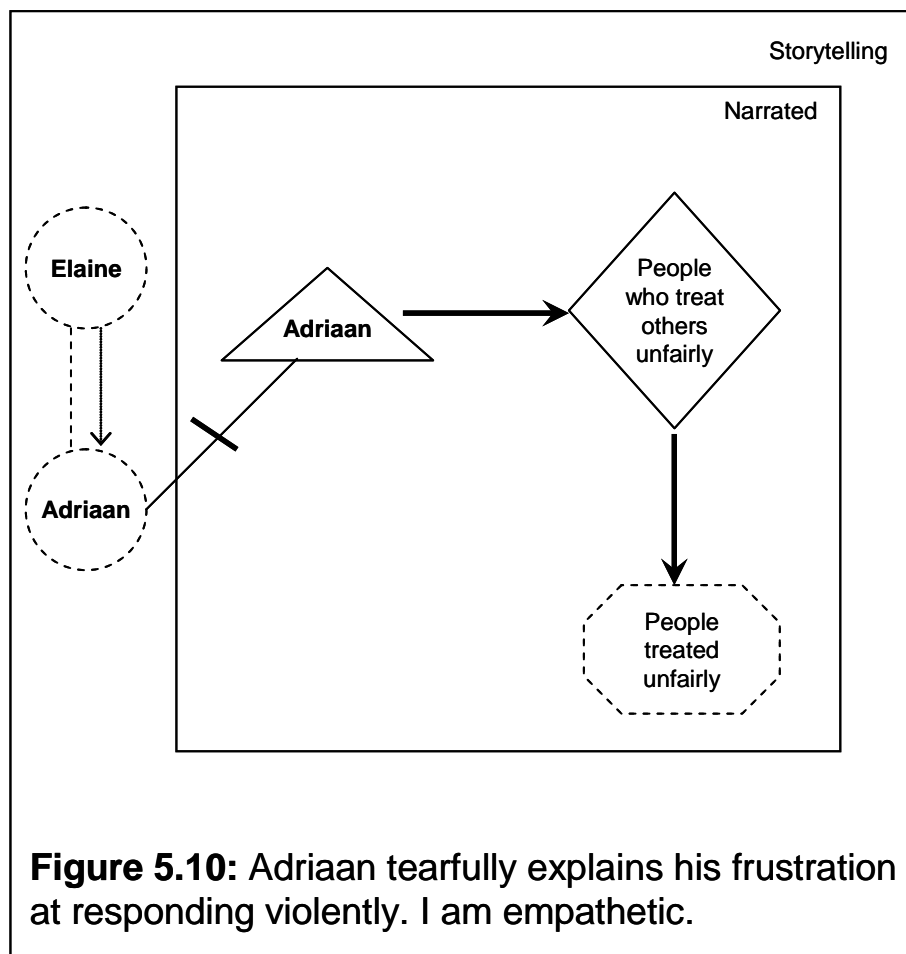 Storytelling
Narrated
Elaine
Adriaan
Adriaan
People
who treat
others
unfairly
People
treated
unfairly
Figure 5.10: Adriaan tearfully explains his frustration
at responding violently. I am empathetic.